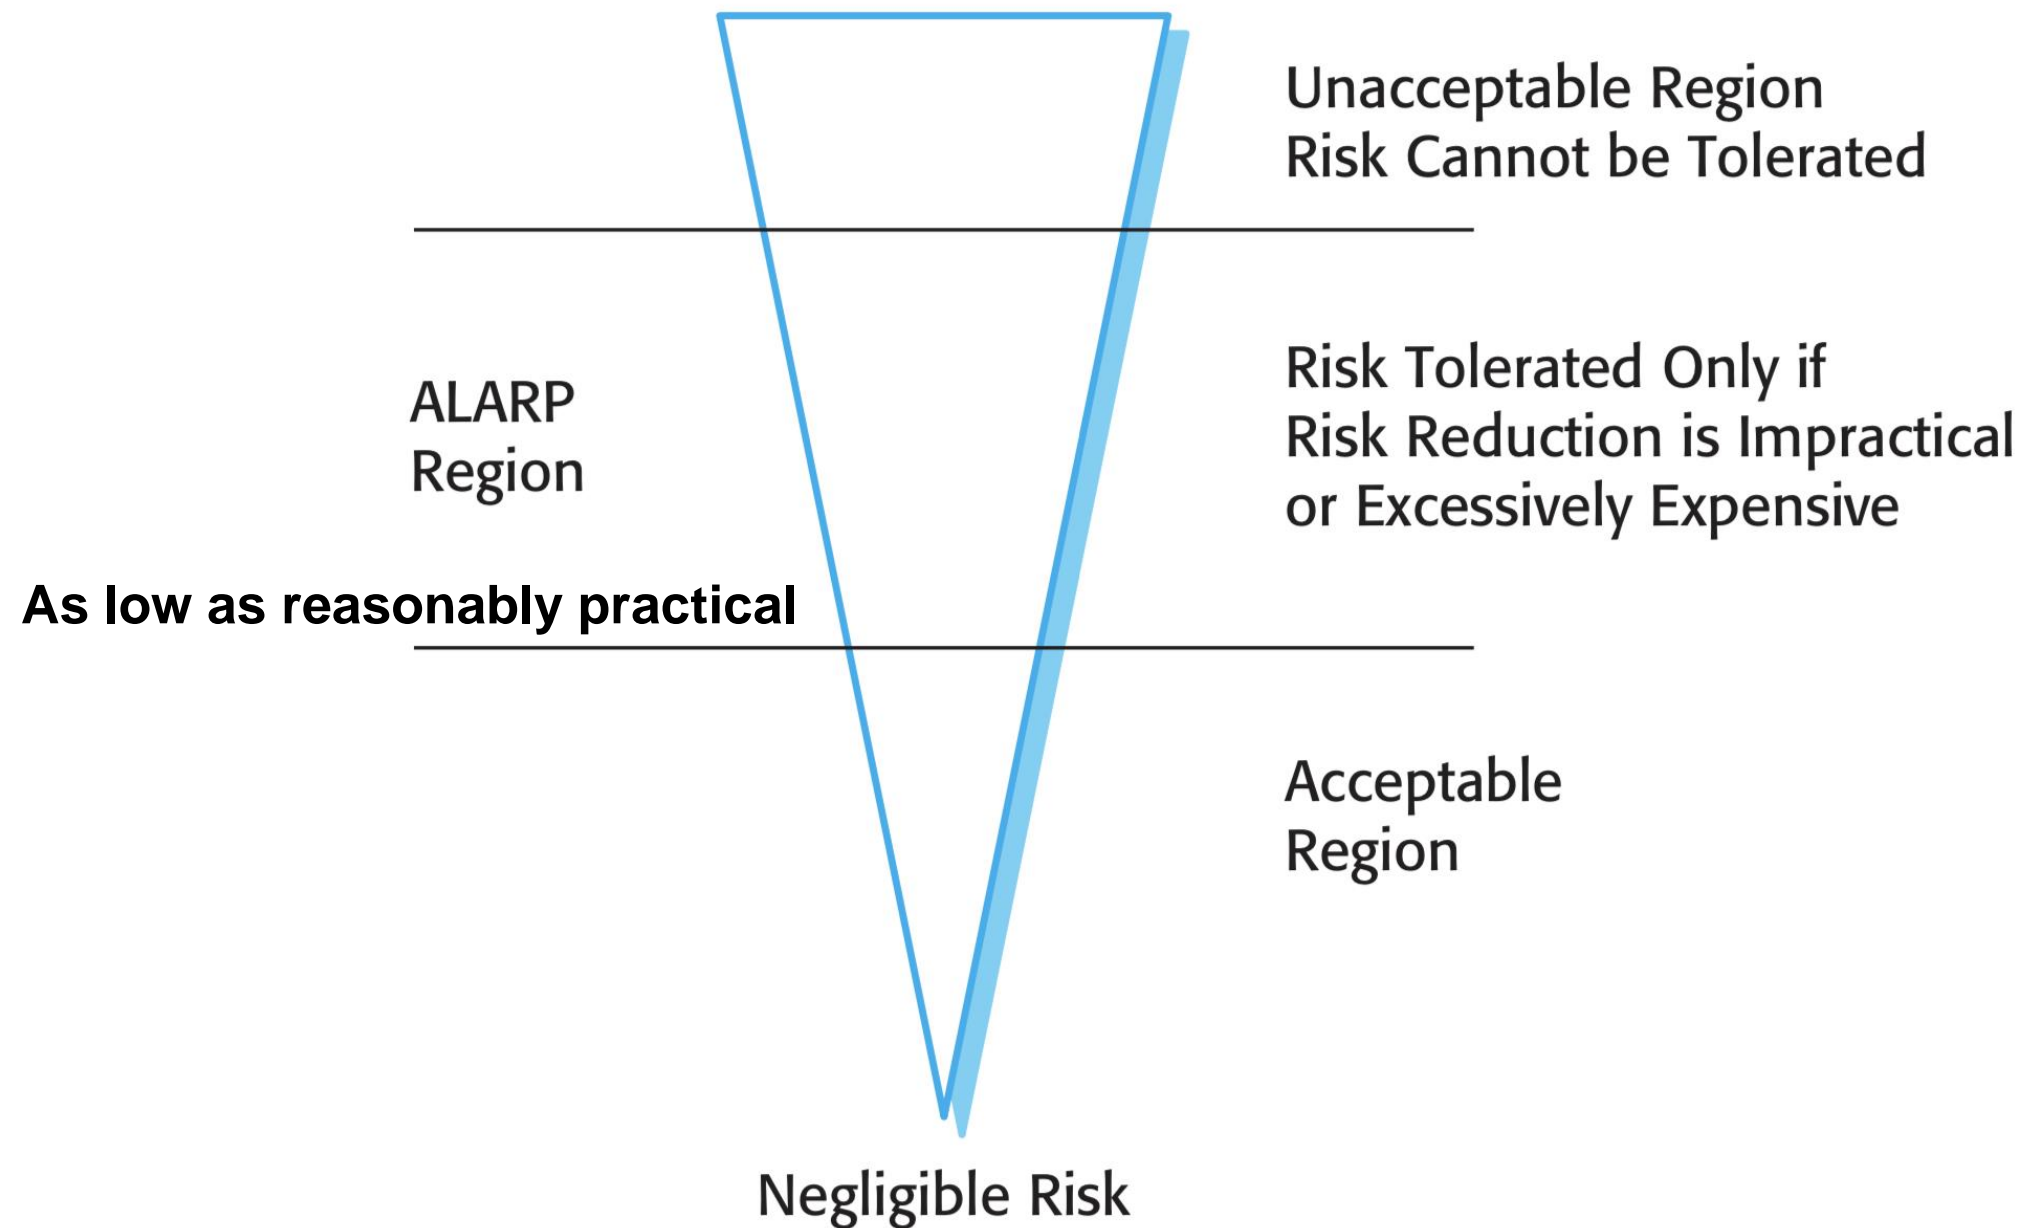 Unacceptable Region
Risk Cannot be Tolerated
ALARP
Region
Risk Tolerated Only if
Risk Reduction is Impractical
or Excessively Expensive
As low as reasonably practical
Acceptable
Region
Negligible Risk